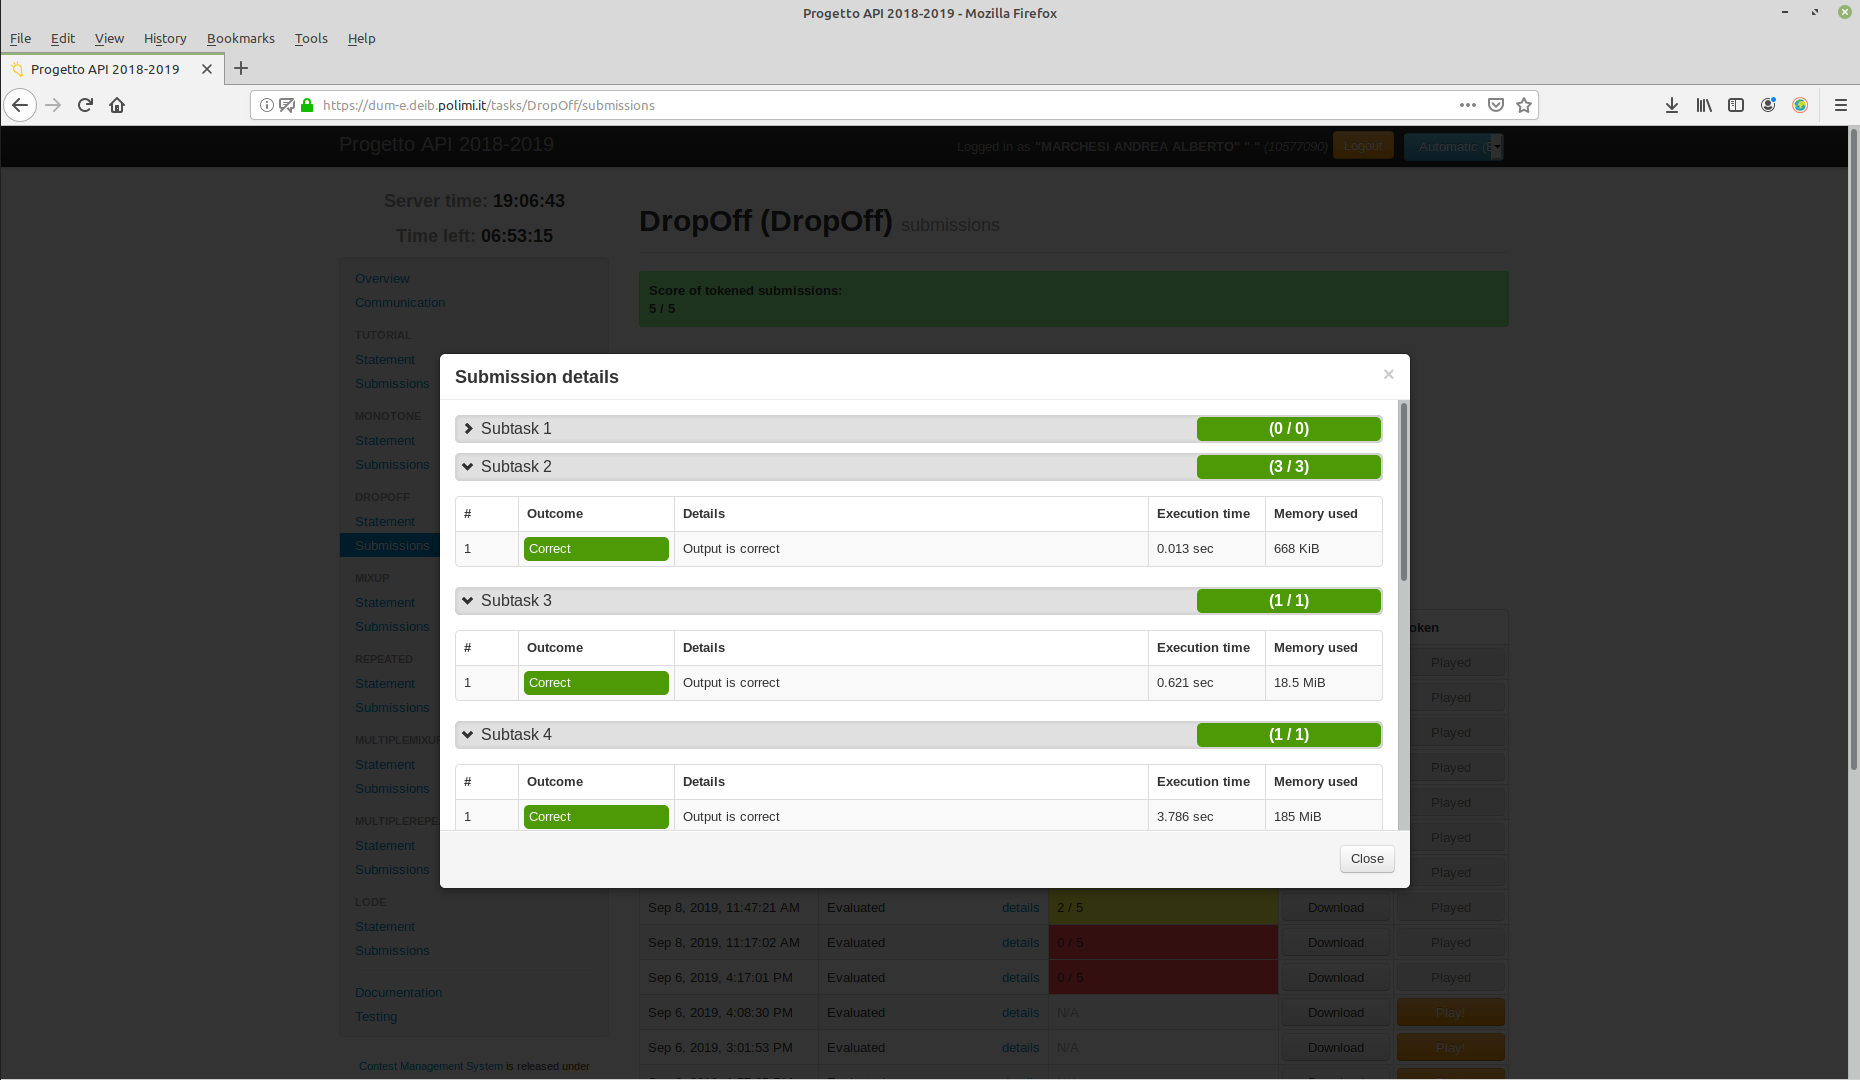 Progetto API 2018-2019 - Mozilla Firefox
File Edit View History Bookmarks Tools Help
Progetto API 2018-2019
https://dum-e.deib.polimi.it/tasks/DropOff/submissions
Progetto API 2018-2019
Logged in as "MARCHESI ANDREA ALBERTO" " " (10577090) Logout Automatic (E
Server time: 19:06:43
Time left: 06:53:15
Overview
Communication
TUTORIAL
Statement
Submissions
MONOTONE
Statement
Submissions
DROPOFF
Statement
Submissions
MIXUP
Statement
Submissions
REPEATED
Statement
Submissions
MULTIPLEMIXUP
Statement
Submissions
MULTIPLEREPE
Statement
Submissions
LODE
Statement
Submissions
Documentation
Testing
Contest Management System is released under
DropOff (DropOff) submissions
Score of tokened submissions:
5 / 5
Submission details ×
Subtask 1 (0 / 0)
Subtask 2 (3 / 3)
# Outcome Details Execution time Memory used
1 Correct Output is correct 0.013 sec 668 KiB
Subtask 3 (1 / 1)
# Outcome Details Execution time Memory used
1 Correct Output is correct 0.621 sec 18.5 MiB
Subtask 4 (1 / 1)
# Outcome Details Execution time Memory used
1 Correct Output is correct 3.786 sec 185 MiB
Close
oken
Played
Played
Played
Played
Played
Played
Played
Sep 8, 2019, 11:47:21 AM Evaluated details 2 / 5 Download Played
Sep 8, 2019, 11:17:02 AM Evaluated details 0 / 5 Download Played
Sep 6, 2019, 4:17:01 PM Evaluated details 0 / 5 Download Played
Sep 6, 2019, 4:08:30 PM Evaluated details N/A Download Play!
Sep 6, 2019, 3:01:53 PM Evaluated details N/A Download Play!